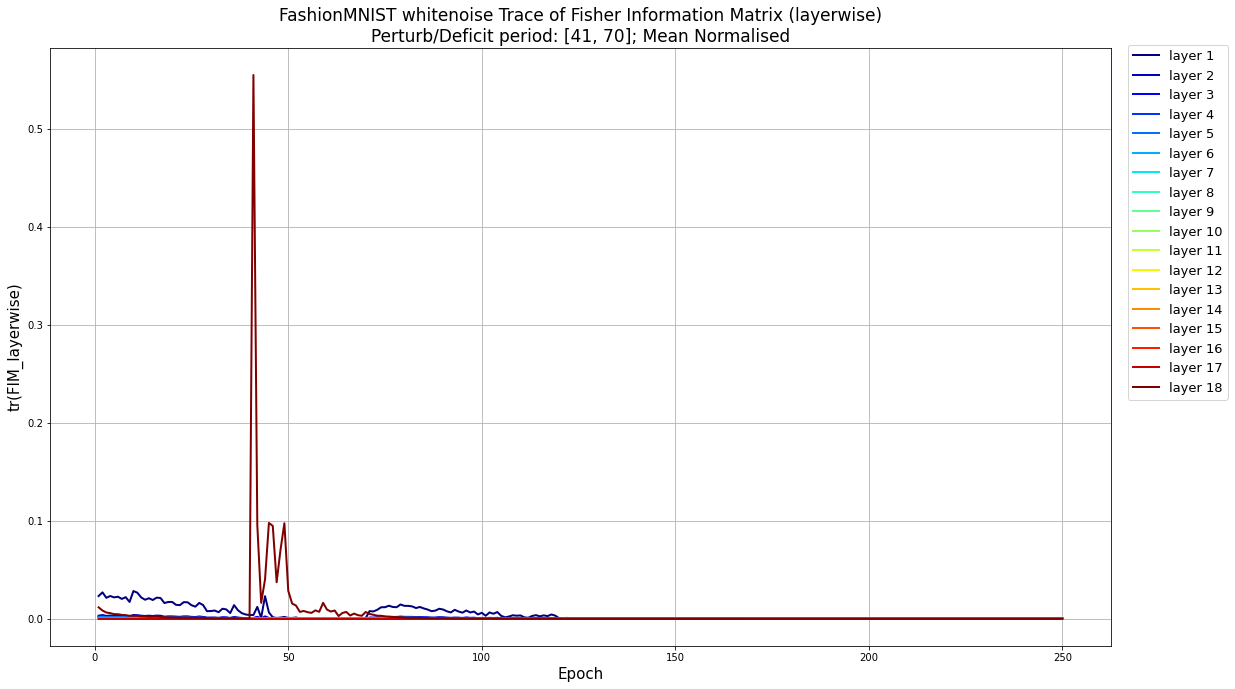 FashionMNIST whitenoise Trace of Fisher Information Matrix (layerwise)
Perturb/Deficit period: [41, 70]; Mean Normalised
tr(FIM_layerwise)
0.5
0.4
0.3
0.2
0.1
0.0
0
50
100
150
200
250
Epoch
layer 1
layer 2
layer 3
layer 4
layer 5
layer 6
layer 7
layer 8
layer 9
layer 10
layer 11
layer 12
layer 13
layer 14
layer 15
layer 16
layer 17
layer 18